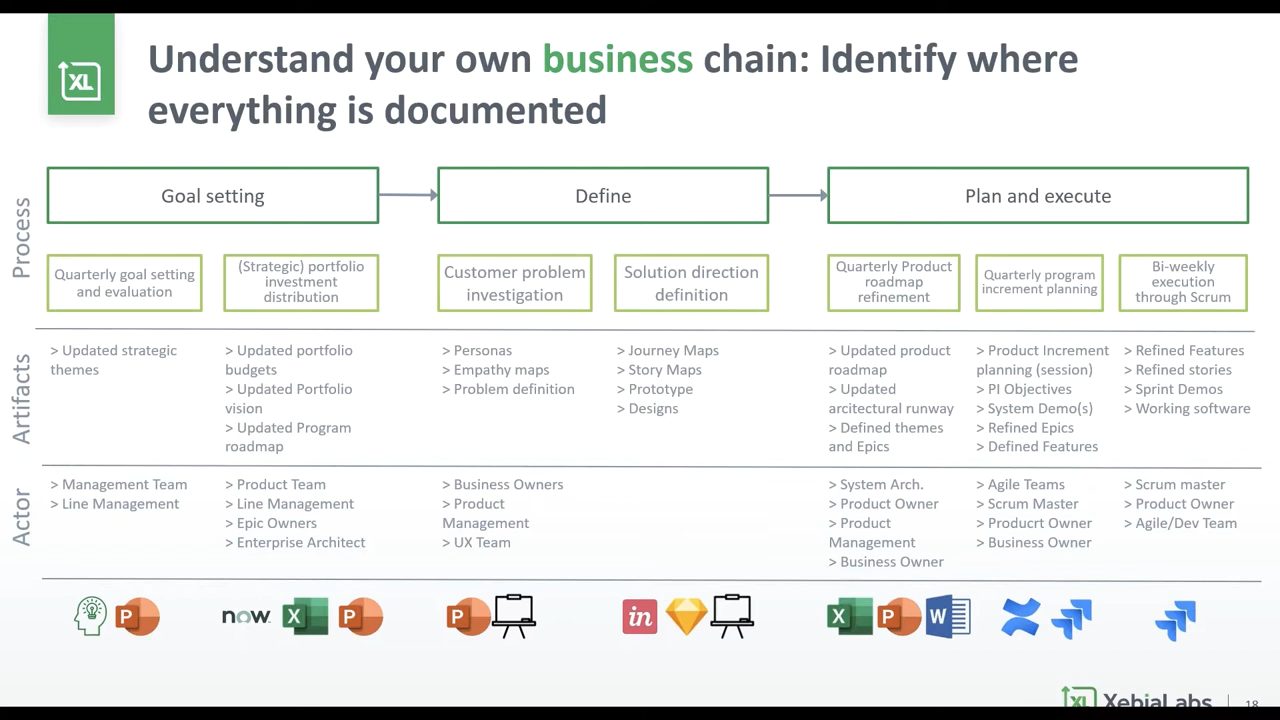 XL
Understand your own business chain: Identify where
everything is documented
Process
Goal setting
Define
Plan and execute
Quarterly goal setting
and evaluation
(Strategic) portfolio
investment
distribution
Customer problem
investigation
Solution direction
definition
Quarterly Product
roadmap
refinement
Quarterly program
increment planning
Bi-weekly
execution
through Scrum
Artifacts
> Updated strategic
themes
> Updated portfolio
budgets
> Updated Portfolio
vision
> Updated Program
roadmap
> Personas
> Empathy maps
> Problem definition
> Journey Maps
> Story Maps
> Prototype
> Designs
> Updated product
roadmap
> Updated
arcitectural runway
> Defined themes
and Epics
> Product Increment
planning (session)
> PI Objectives
> System Demo(s)
> Refined Epics
> Defined Features
> Refined Features
> Refined stories
> Sprint Demos
> Working software
Actor
> Management Team
> Line Management
> Product Team
> Line Management
> Epic Owners
> Enterprise Architect
> Business Owners
> Product
Management
> UX Team
> System Arch.
> Product Owner
> Product
Management
> Business Owner
> Agile Teams
> Scrum Master
> Producrt Owner
> Business Owner
> Scrum master
> Product Owner
> Agile/Dev Team
P
now.
X
P
P
in
X
P
W
XL XebiaLabs | 18